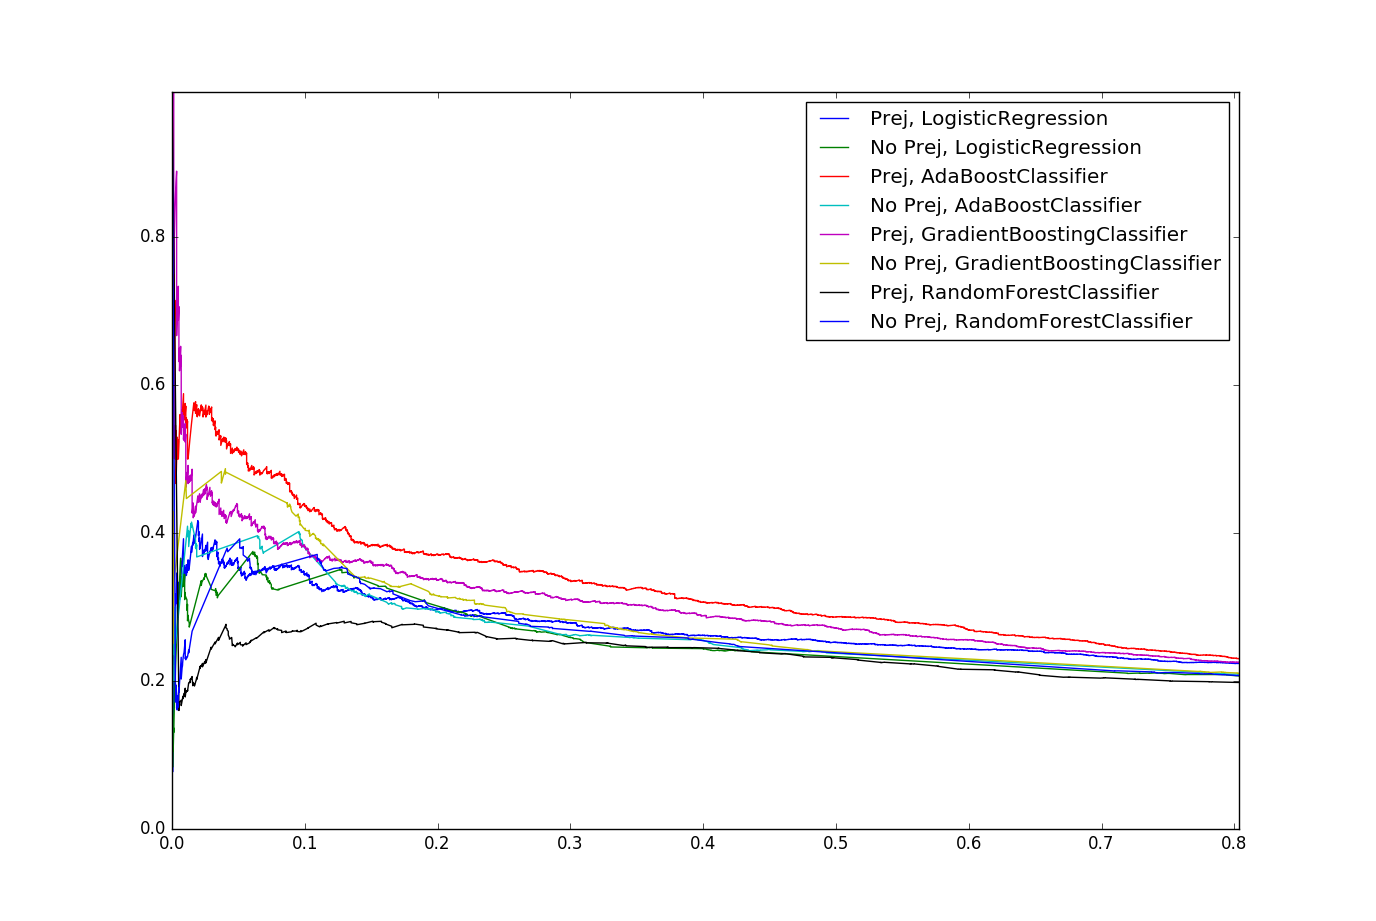 Prej, LogisticRegression
No Prej, LogisticRegression
Prej, AdaBoostClassifier
No Prej, AdaBoostClassifier
Prej, GradientBoostingClassifier
No Prej, GradientBoostingClassifier
Prej, RandomForestClassifier
No Prej, RandomForestClassifier
0.8
0.6
0.4
0.2
0.0
0.0 0.1 0.2 0.3 0.4 0.5 0.6 0.7 0.8